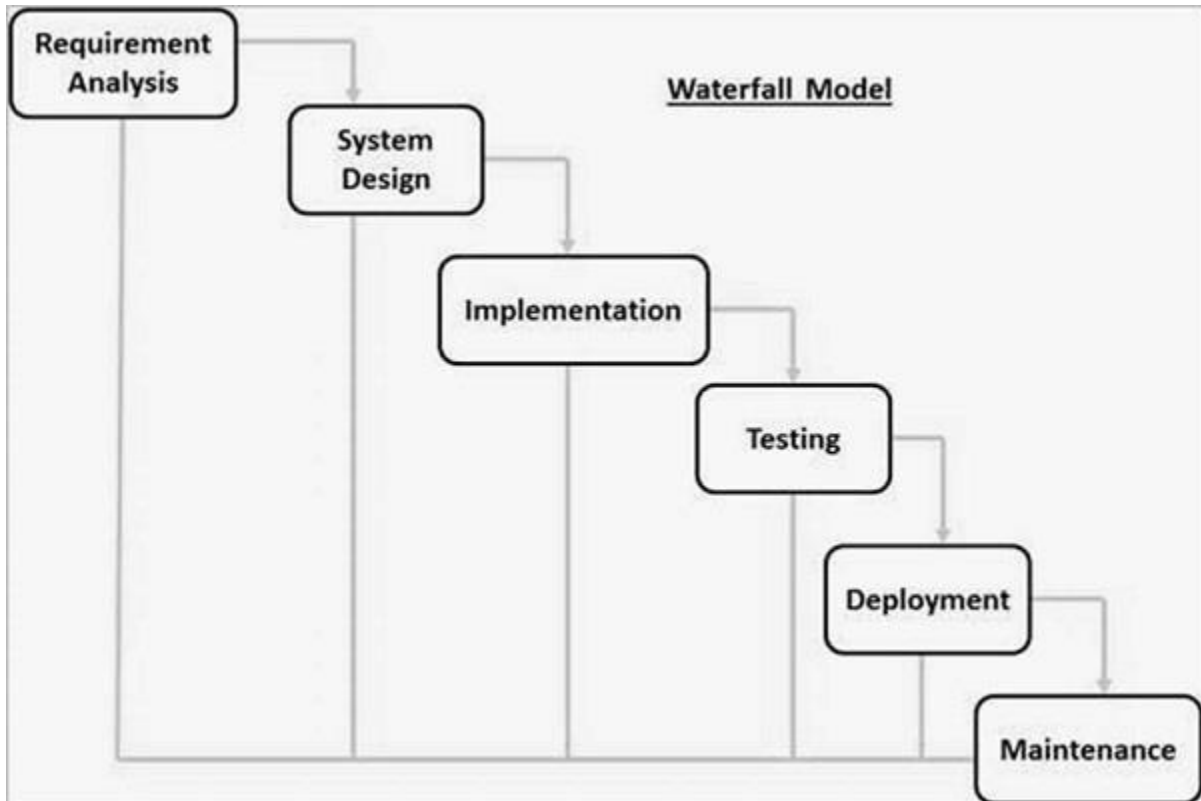 Requirement
Analysis
Waterfall Model
System
Design
Implementation
Testing
Deployment
Maintenance